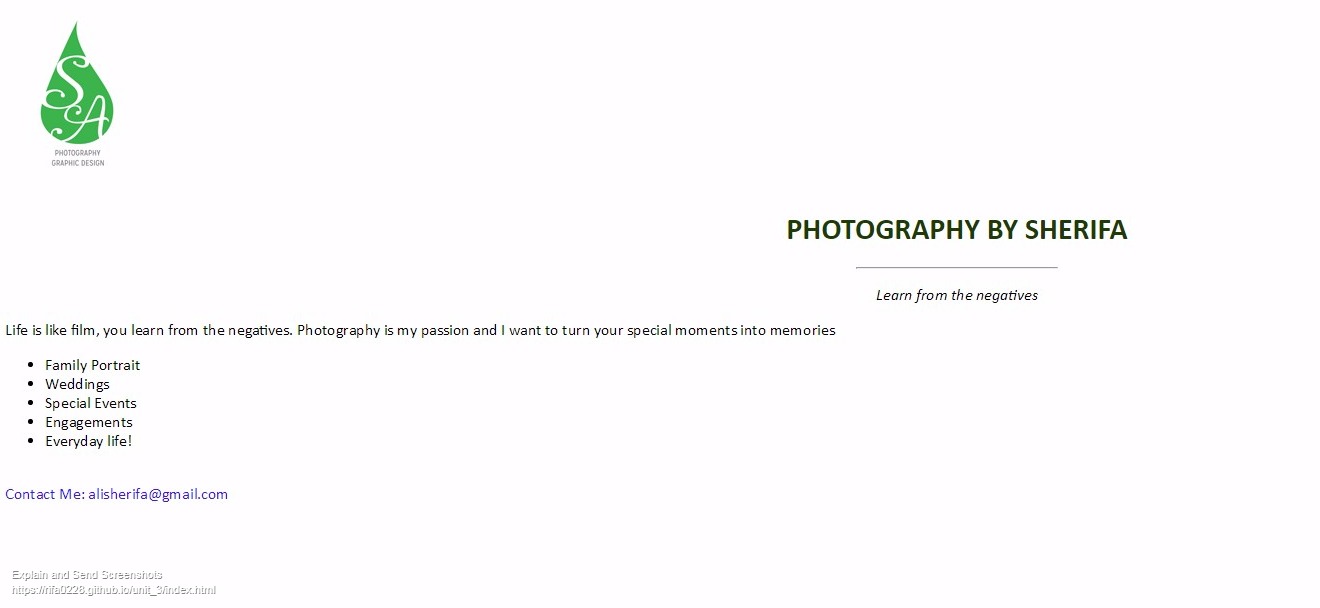 SA
PHOTOGRAPHY
GRAPHIC DESIGN
PHOTOGRAPHY BY SHERIFA
Learn from the negatives
Life is like film, you learn from the negatives. Photography is my passion and I want to turn your special moments into memories
Family Portrait
Weddings
Special Events
Engagements
Everyday life!
Contact Me: alisherifa@gmail.com
Explain and Send Screenshots
https://rifa0228.github.io/unit_3/index.html